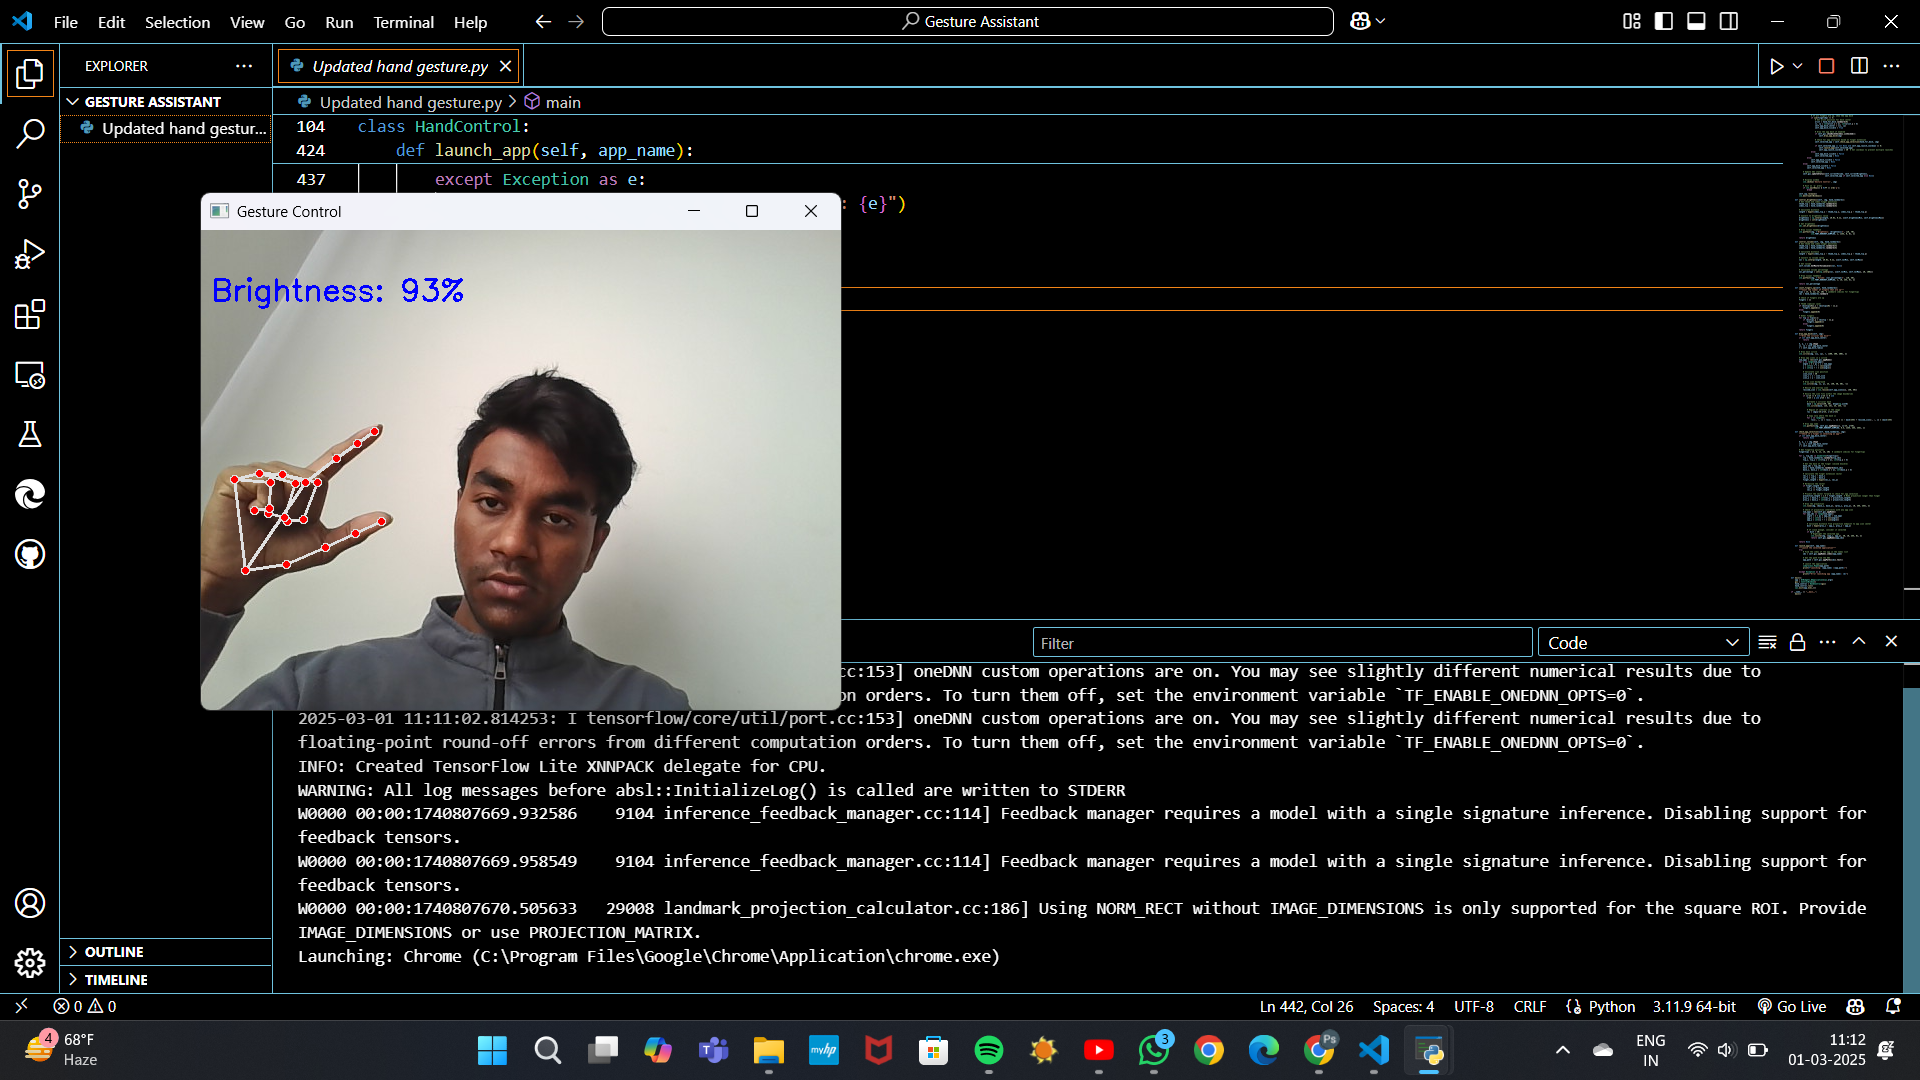 File Edit Selection View Go Run Terminal Help
Gesture Assistant
EXPLORER
Updated hand gesture.py
GESTURE ASSISTANT
Updated hand gestur...
Updated hand gesture.py > main
104 class HandControl:
424 def launch_app(self, app_name):
437 except Exception as e:
: {e}")
Gesture Control
Brightness: 93%
Filter
Code
cc:153] oneDNN custom operations are on. You may see slightly different numerical results due to
on orders. To turn them off, set the environment variable `TF_ENABLE_ONEDNN_OPTS=0`.
2025-03-01 11:11:02.814253: I tensorflow/core/util/port.cc:153] oneDNN custom operations are on. You may see slightly different numerical results due to
floating-point round-off errors from different computation orders. To turn them off, set the environment variable `TF_ENABLE_ONEDNN_OPTS=0`.
INFO: Created TensorFlow Lite XNNPACK delegate for CPU.
WARNING: All log messages before absl::InitializeLog() is called are written to STDERR
W0000 00:00:1740807669.932586    9104 inference_feedback_manager.cc:114] Feedback manager requires a model with a single signature inference. Disabling support for
feedback tensors.
W0000 00:00:1740807669.958549    9104 inference_feedback_manager.cc:114] Feedback manager requires a model with a single signature inference. Disabling support for
feedback tensors.
W0000 00:00:1740807670.505633   29008 landmark_projection_calculator.cc:186] Using NORM_RECT without IMAGE_DIMENSIONS is only supported for the square ROI. Provide
IMAGE_DIMENSIONS or use PROJECTION_MATRIX.
Launching: Chrome (C:\Program Files\Google\Chrome\Application\chrome.exe)
OUTLINE
TIMELINE
0 0
Ln 442, Col 26 Spaces: 4 UTF-8 CRLF {} Python 3.11.9 64-bit Go Live
4
68°F
Haze
myhp
3
Ps
ENG
IN
11:12
01-03-2025